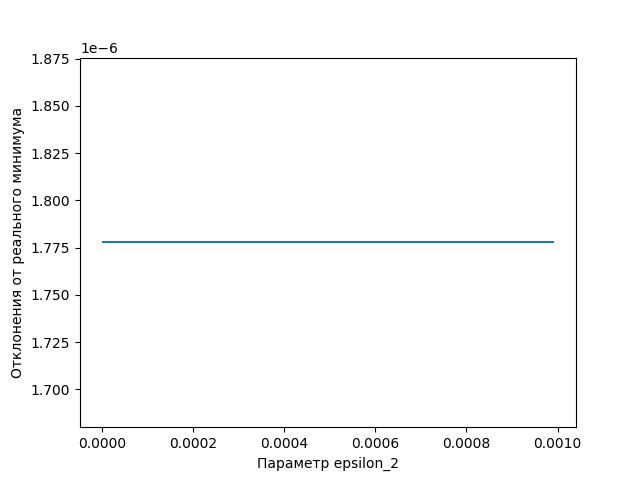 1e−6
1.875
1.850
1.825
1.800
1.775
1.750
1.725
1.700
Отклонения от реального минимума
0.0000 0.0002 0.0004 0.0006 0.0008 0.0010
Параметр epsilon_2